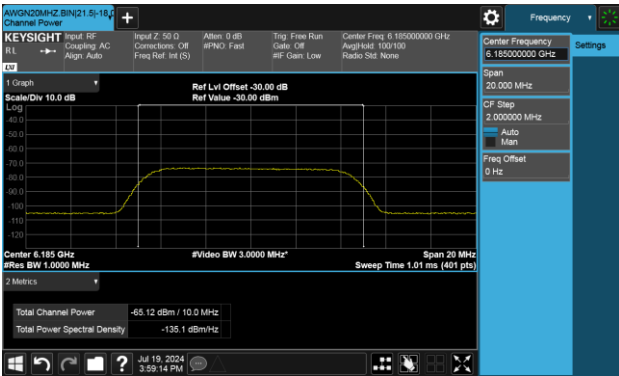 AWGN20MHZ.BIN|21.5|-18,0
Channel Power
KEYSIGHT
RL
LXI
Input: RF
Coupling: AC
Align: Auto
Input Z: 50 Ω
Corrections: Off
Freq Ref: Int (S)
Atten: 0 dB
#PNO: Fast
Trig: Free Run
Gate: Off
#IF Gain: Low
Center Freq: 6.185000000 GHz
Avg|Hold: 100/100
Radio Std: None
1 Graph
Scale/Div 10.0 dB
Ref Lvl Offset -30.00 dB
Ref Value -30.00 dBm
Log
-40.0
-50.0
-60.0
-70.0
-80.0
-90.0
-100
-110
-120
Center 6.185 GHz
#Res BW 1.0000 MHz
#Video BW 3.0000 MHz*
Span 20 MHz
Sweep Time 1.01 ms (401 pts)
2 Metrics
Total Channel Power -65.12 dBm / 10.0 MHz
Total Power Spectral Density -135.1 dBm/Hz
?
Jul 19, 2024
3:59:14 PM
Frequency
Settings
Center Frequency
6.185000000 GHz
Span
20.000 MHz
CF Step
2.000000 MHz
Auto
Man
Freq Offset
0 Hz